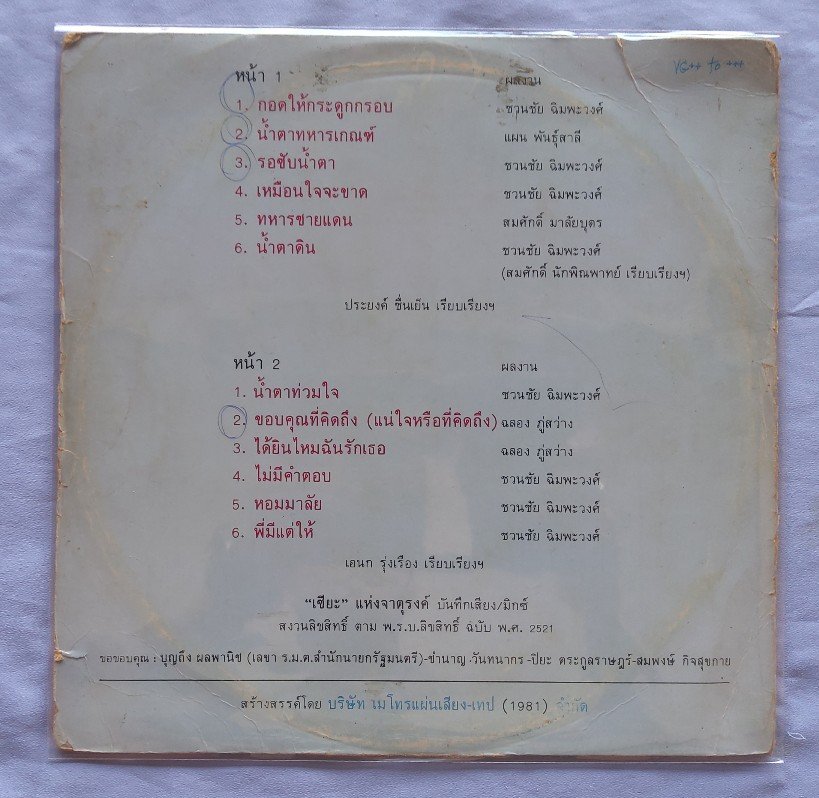 VG++ to +++
หน้า 1 ผลงาน
1. กอดให้กระดูกกรอบ ชวนชัย ฉิมพะวงศ์
2. น้ำตาทหารเกณฑ์ แผน พันธุ์สาลี
3. รอซับน้ำตา ชวนชัย ฉิมพะวงศ์
4. เหมือนใจจะขาด ชวนชัย ฉิมพะวงศ์
5. ทหารชายแดน สมศักดิ์ มาลัยบุตร
6. น้ำตาดิน ชวนชัย ฉิมพะวงศ์
(สมศักดิ์ นักพิณพาทย์ เรียบเรียงฯ)
ประยงค์ ชื่นเย็น เรียบเรียงฯ
หน้า 2 ผลงาน
1. น้ำตาท่วมใจ ชวนชัย ฉิมพะวงศ์
2. ขอบคุณที่คิดถึง (แน่ใจหรือที่คิดถึง) ฉลอง ภู่สว่าง
3. ได้ยินไหมฉันรักเธอ ฉลอง ภู่สว่าง
4. ไม่มีคำตอบ ชวนชัย ฉิมพะวงศ์
5. หอมมาลัย ชวนชัย ฉิมพะวงศ์
6. พี่มีแต่ให้ ชวนชัย ฉิมพะวงศ์
เอนก รุ่งเรือง เรียบเรียงฯ
"เซียะ" แห่งจาตุรงค์ บันทึกเสียง/มิกซ์
สงวนลิขสิทธิ์ ตาม พ.ร.บ.ลิขสิทธิ์ ฉบับ พ.ศ. 2521
ขอขอบคุณ : บุญถึง ผลพานิช (เลขา ร.ม.ต.สำนักนายกรัฐมนตรี)-ชำนาญ -วันทนากร -ปิยะ ตระกูลราษฎร์-สมพงษ์ กิจสุขกาย
สร้างสรรค์โดย บริษัท เมโทรแผ่นเสียง-เทป (1981) จำกัด